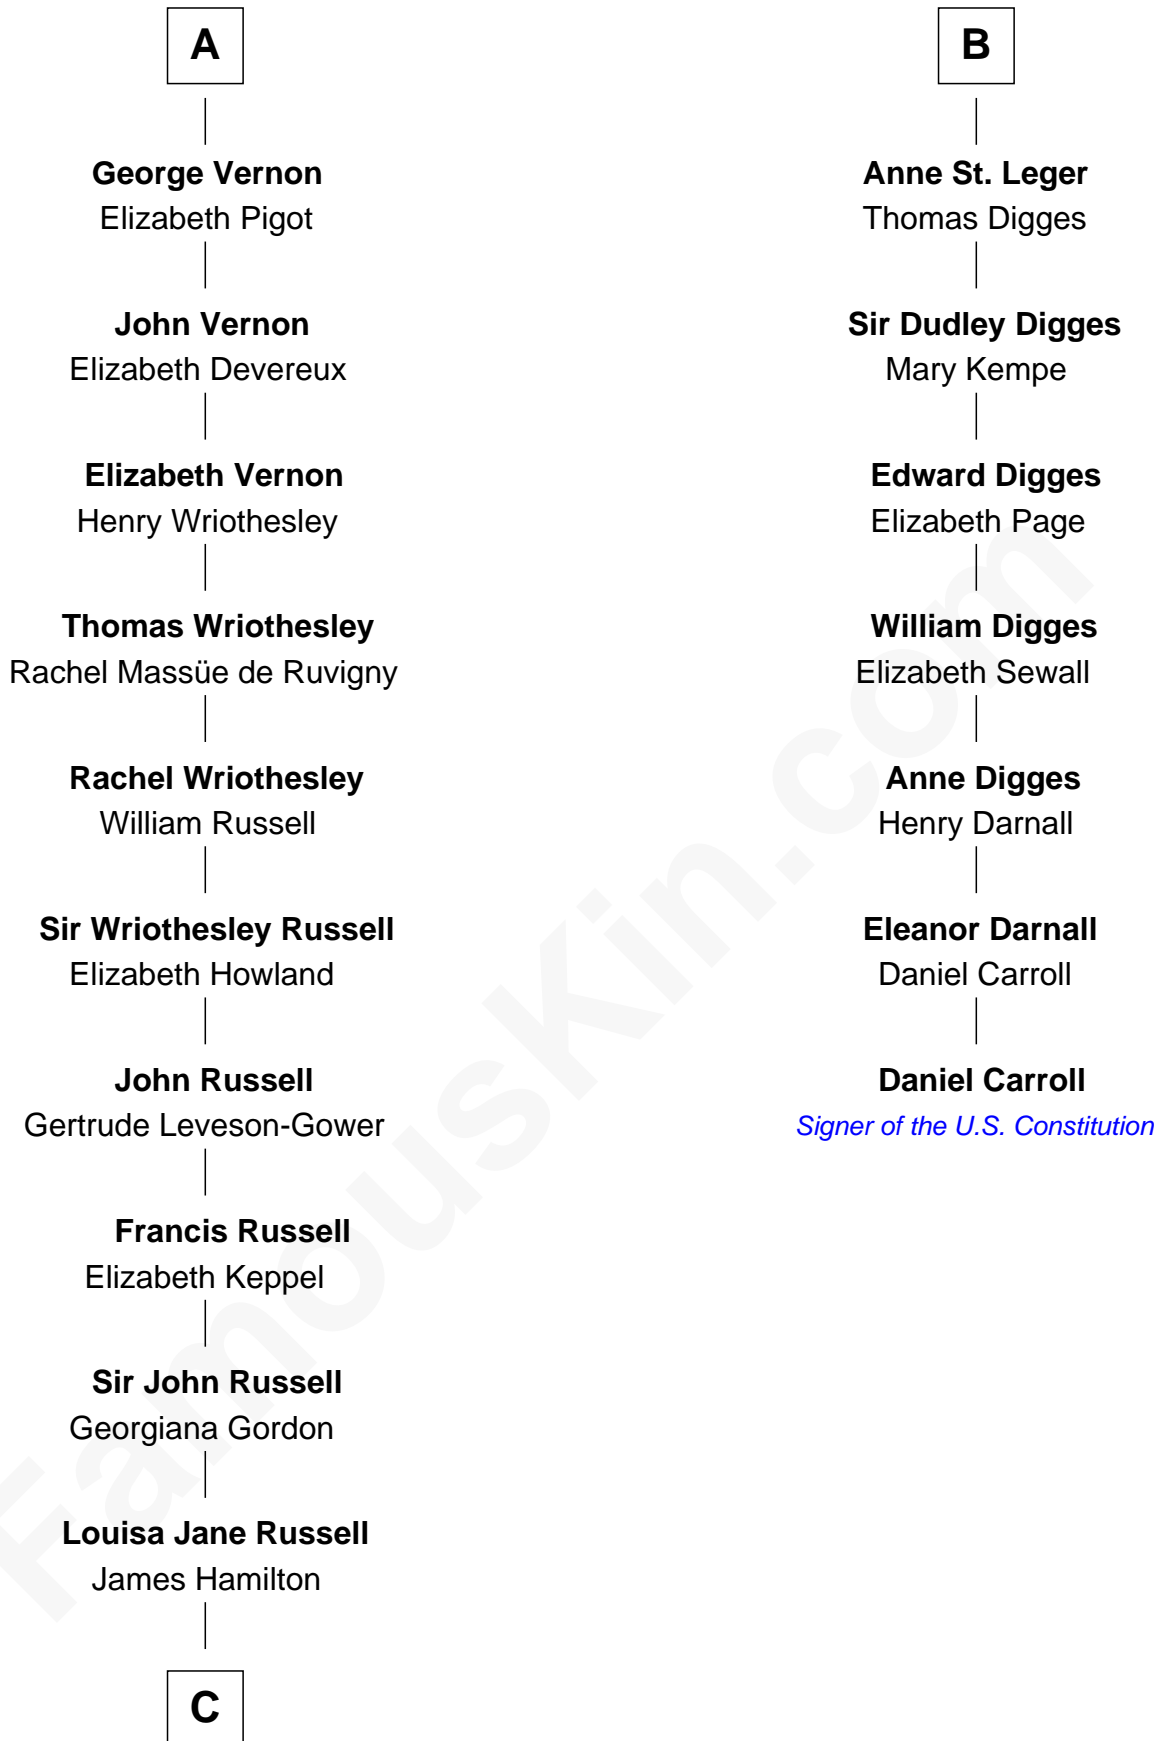 A
George Vernon
Elizabeth Pigot
John Vernon
Elizabeth Devereux
Elizabeth Vernon
Henry Wriothesley
Thomas Wriothesley
Rachel Massüe de Ruvigny
Rachel Wriothesley
William Russell
Sir Wriothesley Russell
Elizabeth Howland
John Russell
Gertrude Leveson-Gower
Francis Russell
Elizabeth Keppel
Sir John Russell
Georgiana Gordon
Louisa Jane Russell
James Hamilton
C
B
Anne St. Leger
Thomas Digges
Sir Dudley Digges
Mary Kempe
Edward Digges
Elizabeth Page
William Digges
Elizabeth Sewall
Anne Digges
Henry Darnall
Eleanor Darnall
Daniel Carroll
Daniel Carroll
Signer of the U.S. Constitution
FamousKin.com